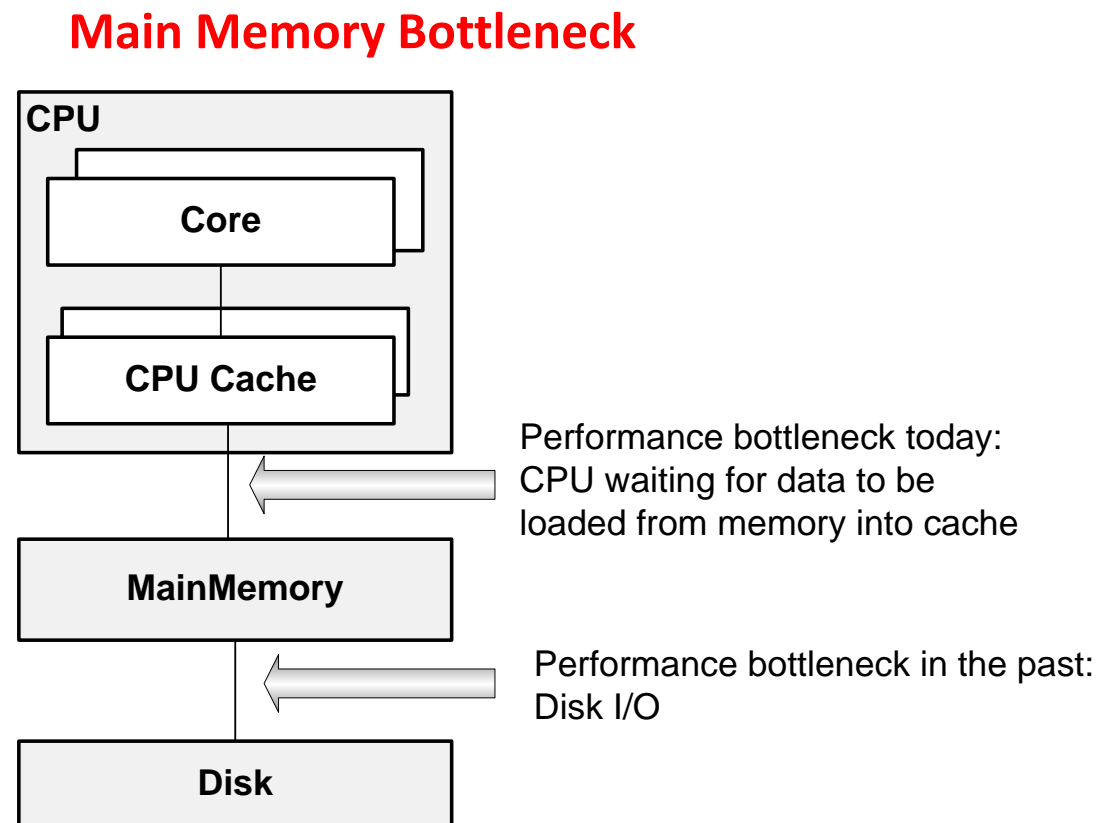 Main Memory Bottleneck
CPU
Core
CPU Cache
Performance bottleneck today:
CPU waiting for data to be
loaded from memory into cache
MainMemory
Performance bottleneck in the past:
Disk I/O
Disk